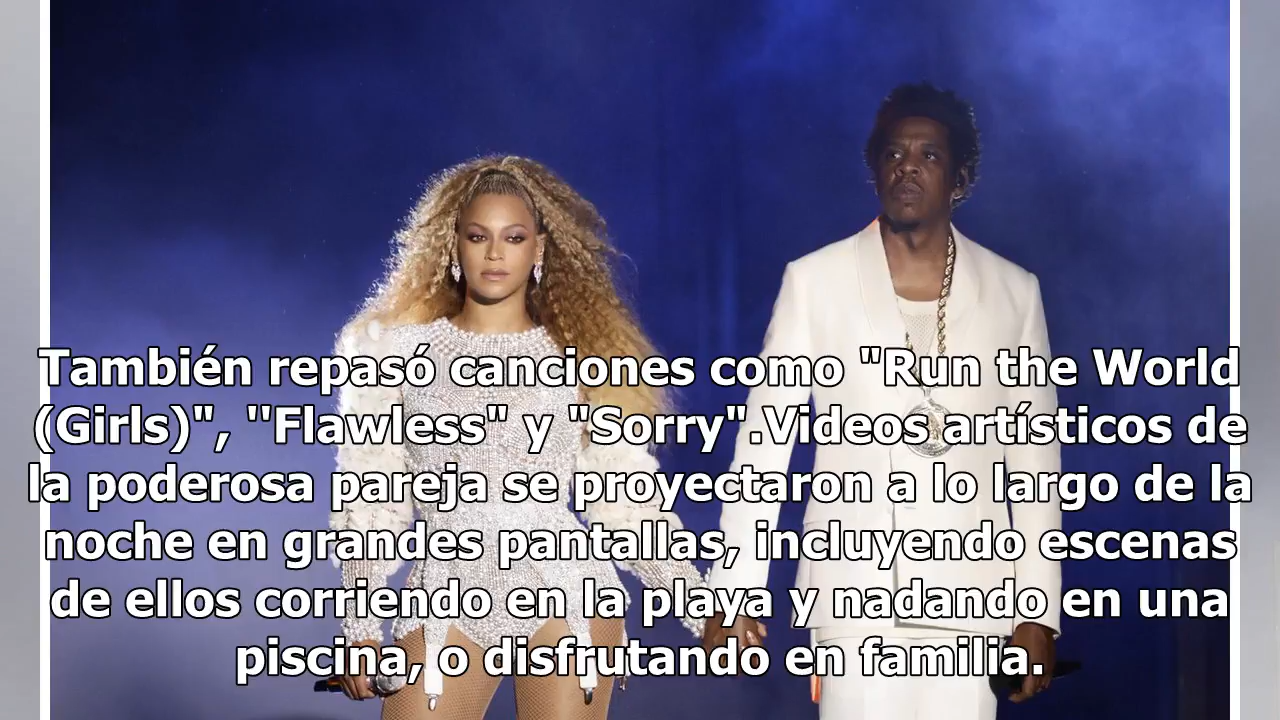 También repasó canciones como "Run the World
(Girls)", ''Flawless" y "Sorry".Videos artísticos de
la poderosa pareja se proyectaron a lo largo de la
noche en grandes pantallas, incluyendo escenas
de ellos corriendo en la playa y nadando en una
piscina, o disfrutando en familia.